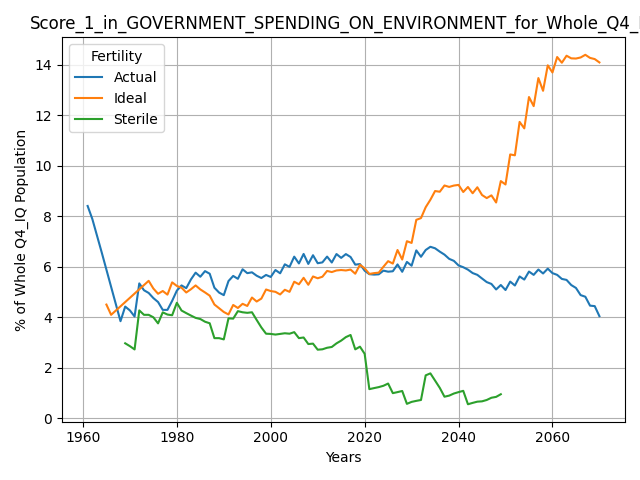 Score_1_in_GOVERNMENT_SPENDING_ON_ENVIRONMENT_for_Whole_Q4_
Fertility
Actual
Ideal
Sterile
% of Whole Q4_IQ Population
14
12
10
8
6
4
2
0
1960 1980 2000 2020 2040 2060
Years